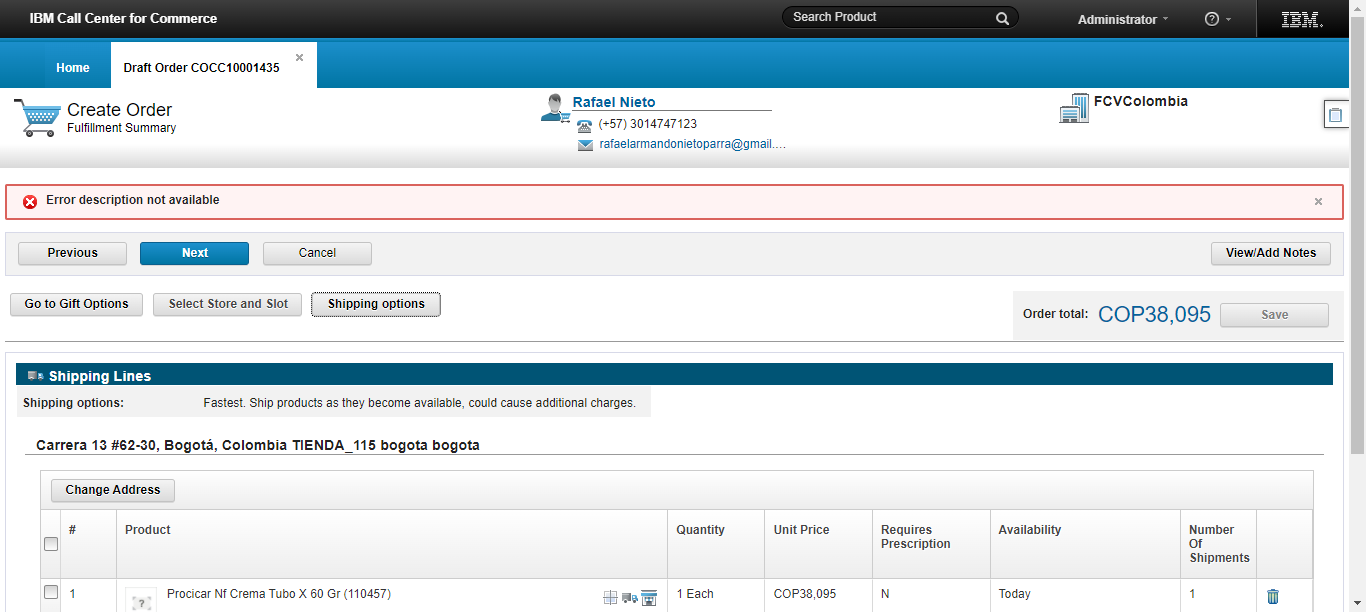 IBM Call Center for Commerce
Search Product
Administrator
?
IBM.
Home
Draft Order COCC10001435
Create Order
Fulfillment Summary
Rafael Nieto
(+57) 3014747123
rafaelarmandonietoparra@gmail....
FCVColombia
Error description not available
Previous
Next
Cancel
View/Add Notes
Go to Gift Options
Select Store and Slot
Shipping options
Order total: COP38,095
Save
Shipping Lines
Shipping options: Fastest. Ship products as they become available, could cause additional charges.
Carrera 13 #62-30, Bogotá, Colombia TIENDA_115 bogota bogota
Change Address
# Product Quantity Unit Price Requires Prescription Availability Number Of Shipments
1 ? Procicar Nf Crema Tubo X 60 Gr (110457) 1 Each COP38,095 N Today 1